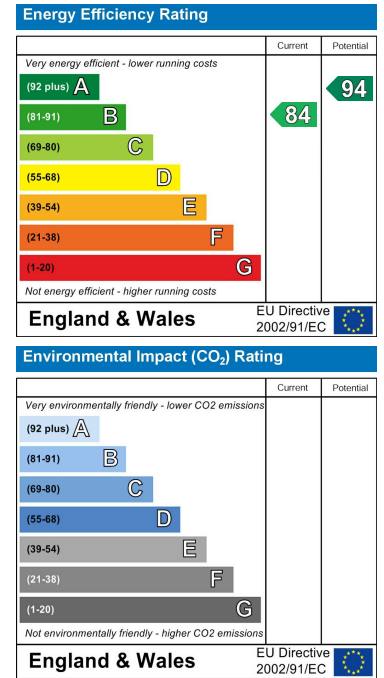 Energy Efficiency Rating
Current Potential
Very energy efficient - lower running costs
(92 plus) A
94
(81-91) B
84
(69-80) C
(55-68) D
(39-54) E
(21-38) F
(1-20) G
Not energy efficient - higher running costs
England & Wales
EU Directive
2002/91/EC
Environmental Impact (CO₂) Rating
Current Potential
Very environmentally friendly - lower CO2 emissions
(92 plus) A
(81-91) B
(69-80) C
(55-68) D
(39-54) E
(21-38) F
(1-20) G
Not environmentally friendly - higher CO2 emissions
England & Wales
EU Directive
2002/91/EC